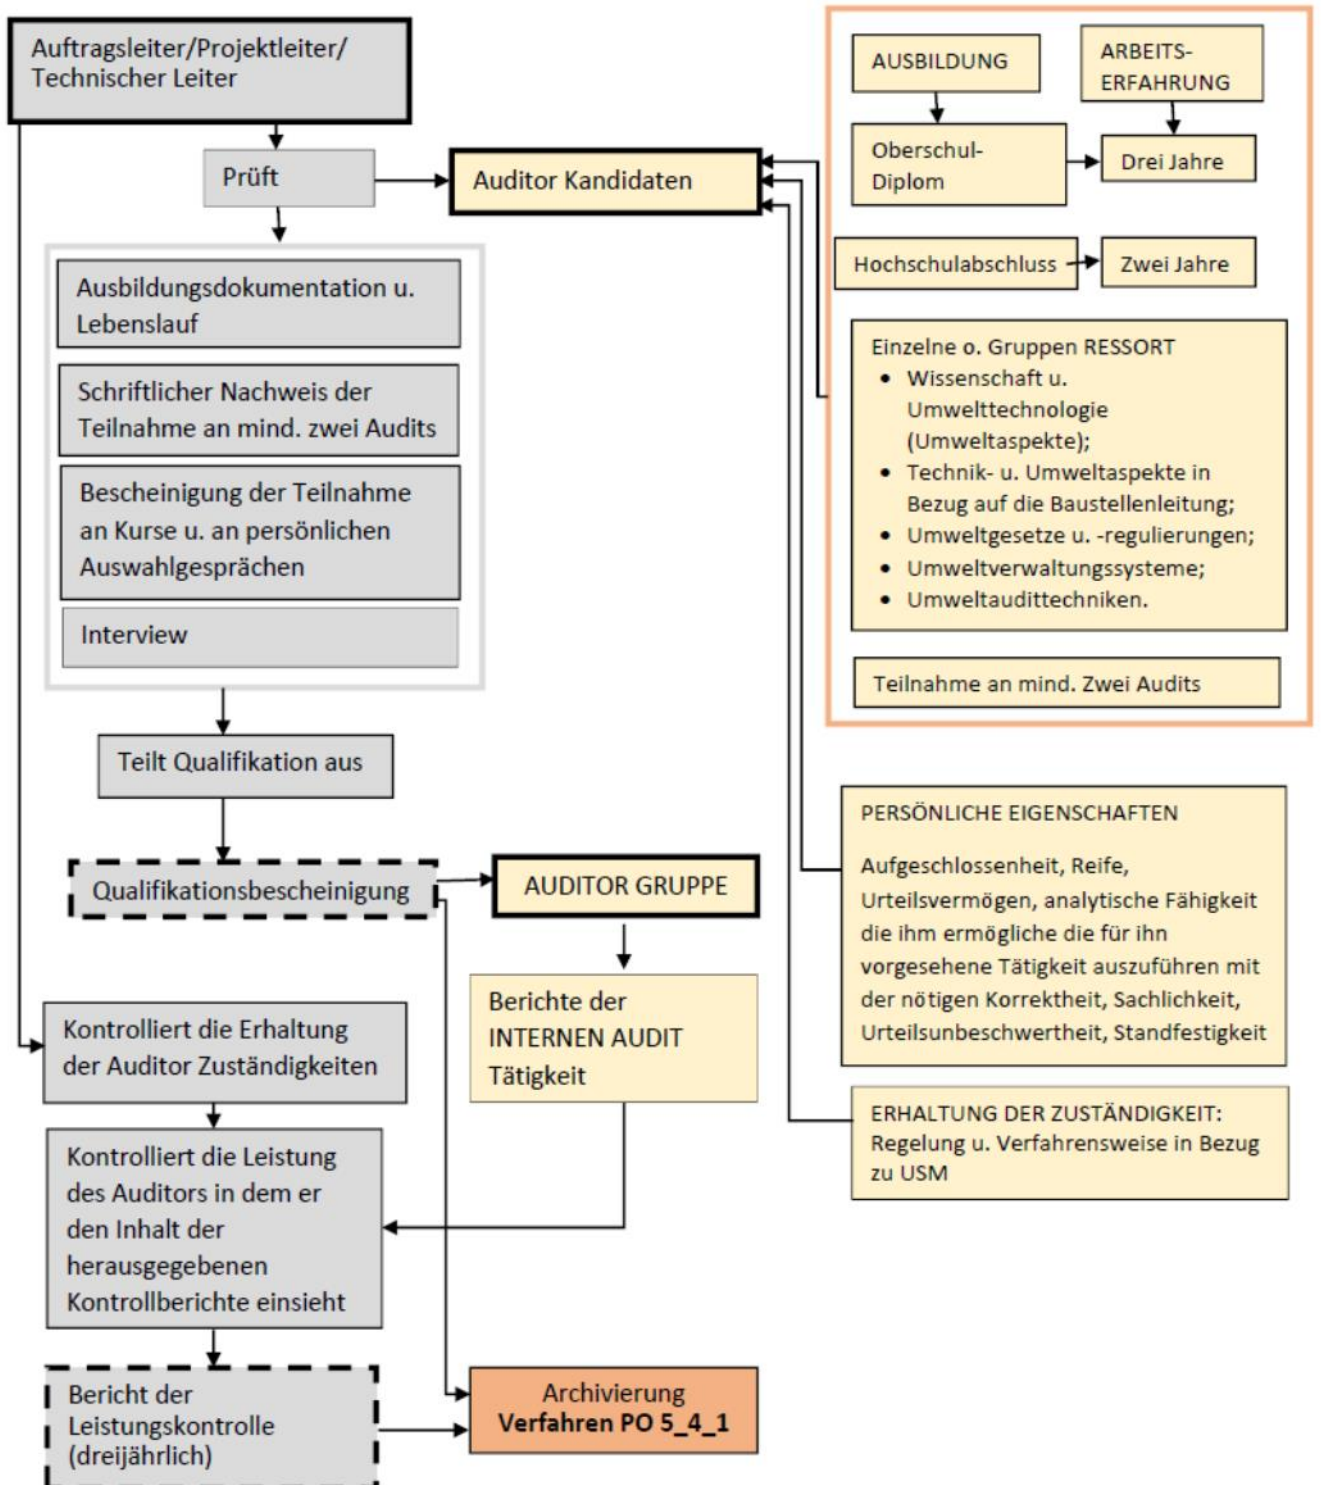 Auftragsleiter/Projektleiter/
Technischer Leiter
Prüft
Auditor Kandidaten
Ausbildungsdokumentation u.
Lebenslauf
Schriftlicher Nachweis der
Teilnahme an mind. zwei Audits
Bescheinigung der Teilnahme
an Kurse u. an persönlichen
Auswahlgesprächen
Interview
Teilt Qualifikation aus
Qualifikationsbescheinigung
AUDITOR GRUPPE
Berichte der
INTERNEN AUDIT
Tätigkeit
Kontrolliert die Erhaltung
der Auditor Zuständigkeiten
Kontrolliert die Leistung
des Auditors in dem er
den Inhalt der
herausgegebenen
Kontrollberichte einsieht
Bericht der
Leistungskontrolle
(dreijährlich)
Archivierung
Verfahren PO 5_4_1
AUSBILDUNG
ARBEITS-
ERFAHRUNG
Oberschul-
Diplom
Drei Jahre
Hochschulabschluss
Zwei Jahre
Einzelne o. Gruppen RESSORT
• Wissenschaft u.
Umwelttechnologie
(Umweltaspekte);
• Technik- u. Umweltaspekte in
Bezug auf die Baustellenleitung;
• Umweltgesetze u. -regulierungen;
• Umweltverwaltungssysteme;
• Umweltaudittechniken.
Teilnahme an mind. Zwei Audits
PERSÖNLICHE EIGENSCHAFTEN
Aufgeschlossenheit, Reife,
Urteilsvermögen, analytische Fähigkeit
die ihm ermögliche die für ihn
vorgesehene Tätigkeit auszuführen mit
der nötigen Korrektheit, Sachlichkeit,
Urteilsunbeschwertheit, Standfestigkeit
ERHALTUNG DER ZUSTÄNDIGKEIT:
Regelung u. Verfahrensweise in Bezug
zu USM